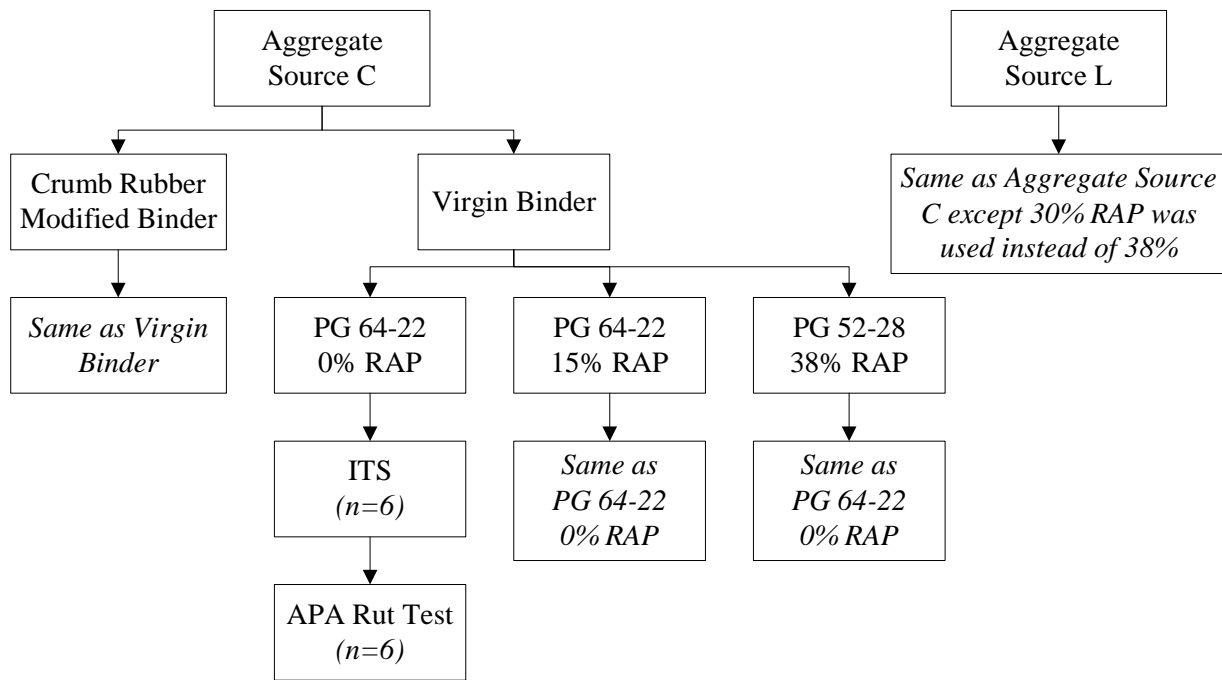 Aggregate
Source C
Aggregate
Source L
Crumb Rubber
Modified Binder
Virgin Binder
Same as Aggregate Source
C except 30% RAP was
used instead of 38%
Same as Virgin
Binder
PG 64-22
0% RAP
PG 64-22
15% RAP
PG 52-28
38% RAP
ITS
(n=6)
Same as
PG 64-22
0% RAP
Same as
PG 64-22
0% RAP
APA Rut Test
(n=6)